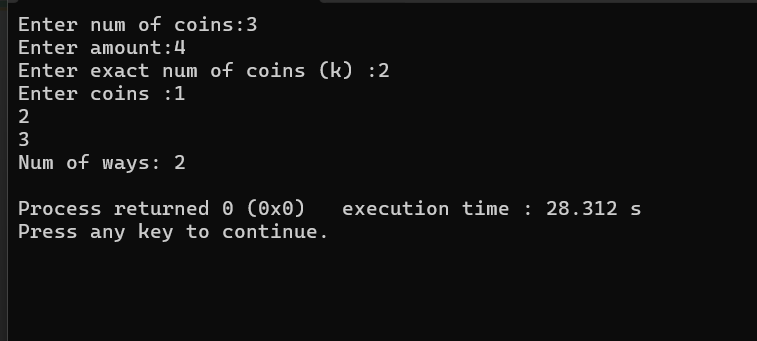 Enter num of coins:3
Enter amount:4
Enter exact num of coins (k) :2
Enter coins :1
2
3
Num of ways: 2
Process returned 0 (0x0)   execution time : 28.312 s
Press any key to continue.